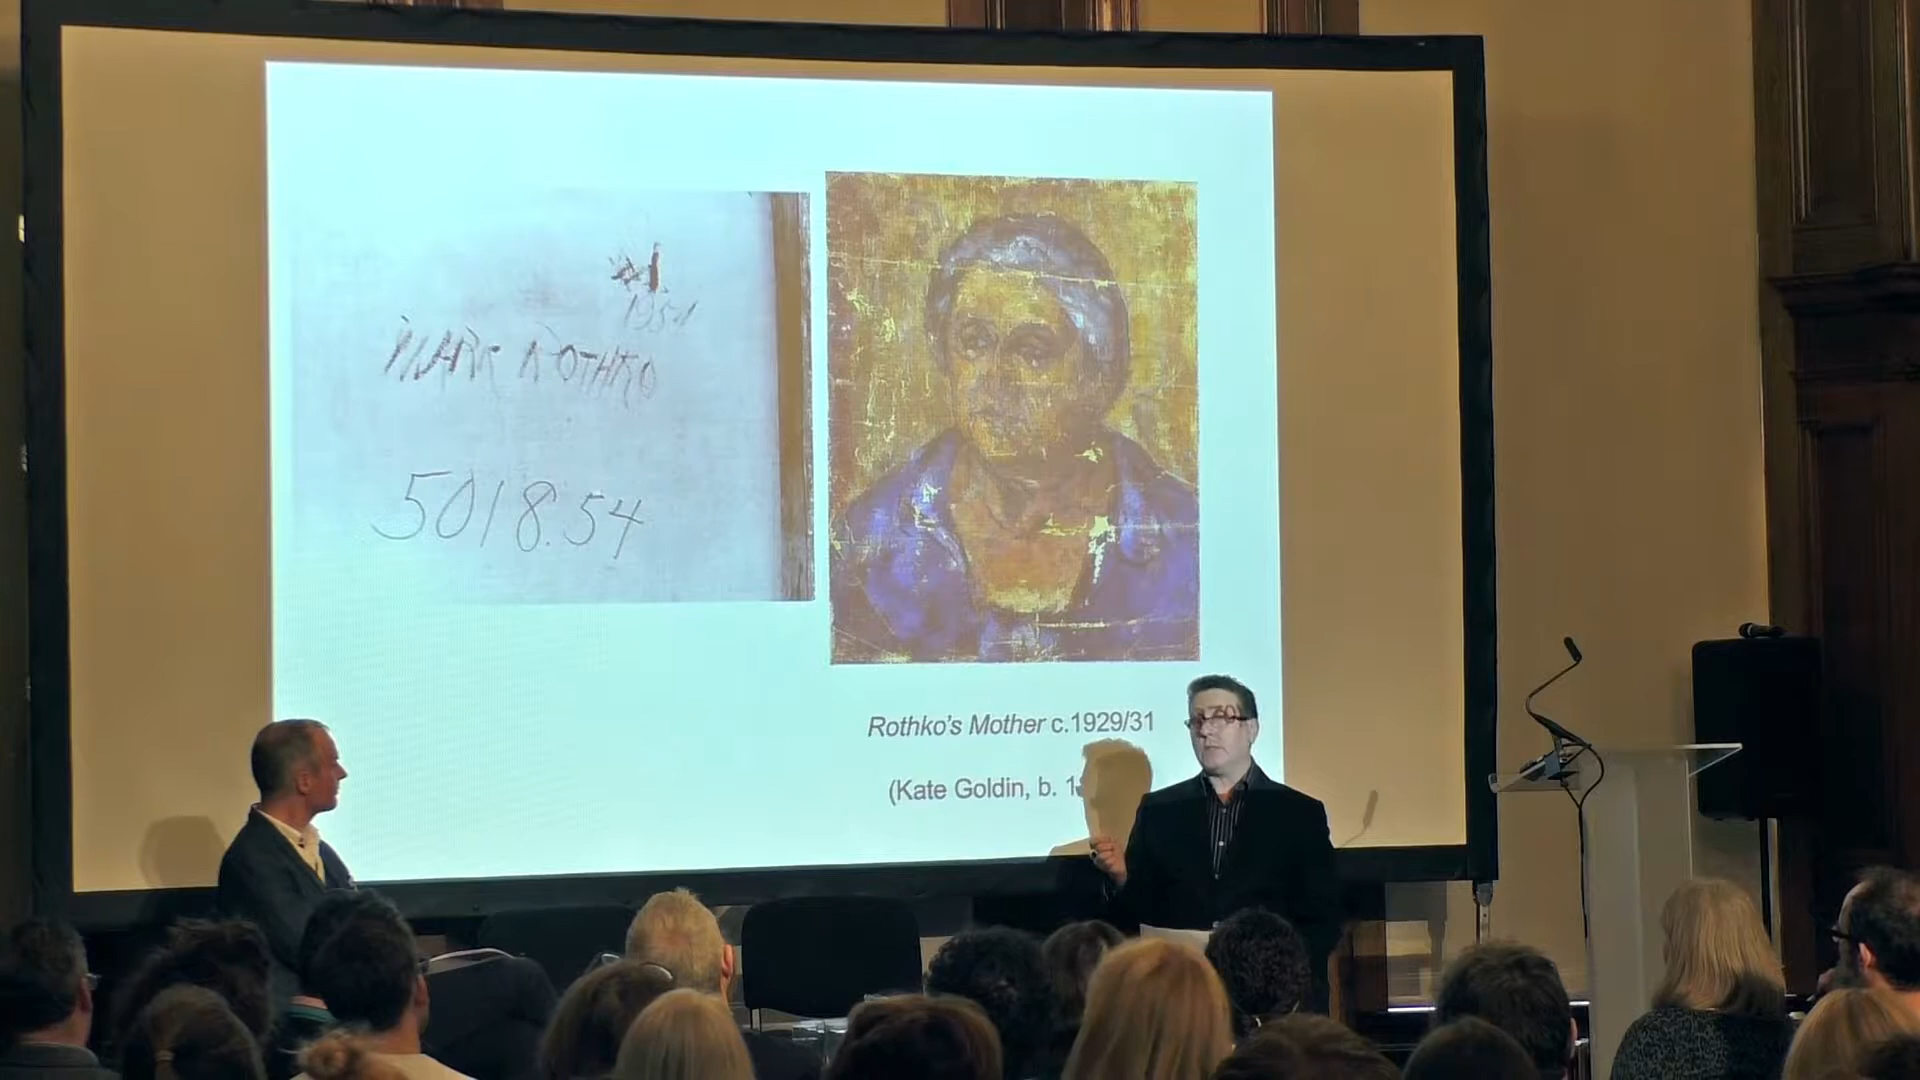 #1
1954
MARK ROTHKO
5018.54
Rothko's Mother c.1929/31
(Kate Goldin, b.